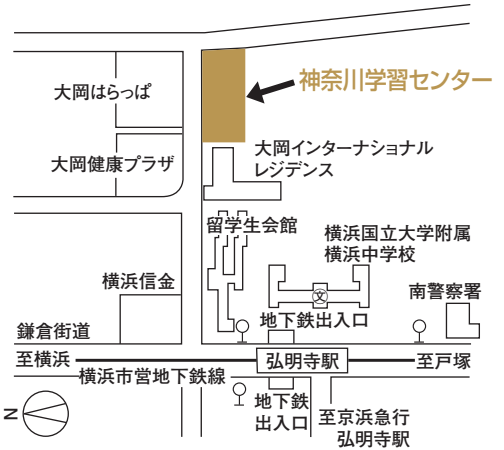 神奈川学習センター
大岡はらっぱ
大岡インターナショナル
レジデンス
大岡健康プラザ
留学生会館
横浜国立大学附属
横浜中学校
横浜信金
文
南警察署
地下鉄出入口
鎌倉街道
至横浜
弘明寺駅
至戸塚
横浜市営地下鉄線
地下鉄
出入口
至京浜急行
弘明寺駅
N